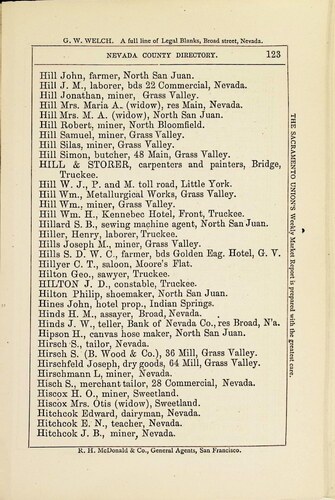 G. W. WELCH. A full line of Legal Blanks, Broad street, Nevada.
NEVADA COUNTY DIRECTORY. 123
Hill John, farmer, North San Juan.
Hill J. M., laborer, bds 22 Commercial, Nevada.
Hill Jonathan, miner, Grass Valley.
Hill Mrs. Maria A. (widow), res Main, Nevada.
Hill Mrs. M. A. (widow), North San Juan.
Hill Robert, miner, North Bloomfield.
Hill Samuel, miner, Grass Valley.
Hill Silas, miner, Grass Valley.
Hill Simon, butcher, 48 Main, Grass Valley.
HILL & STORER, carpenters and painters, Bridge,
Truckee.
Hill W. J., P. and M. toll road, Little York.
Hill Wm., Metallurgical Works, Grass Valley.
Hill Wm., miner, Grass Valley.
Hill Wm. H., Kennebec Hotel, Front, Truckee.
Hillard S. B., sewing machine agent, North San Juan.
Hiller, Henry, laborer, Truckee.
Hills Joseph M., miner, Grass Valley.
Hills S. D. W. C., farmer, bds Golden Eag. Hotel, G. V.
Hillyer C. T., saloon, Moore's Flat.
Hilton Geo., sawyer, Truckee.
HILTON J. D., constable, Truckee.
Hilton Philip, shoemaker, North San Juan.
Hines John, hotel prop., Indian Springs.
Hinds H. M., assayer, Broad, Nevada.
Hinds J. W., teller, Bank of Nevada Co., res Broad, N'a.
Hipson H., canvas hose maker, North San Juan.
Hirsch S., tailor, Nevada.
Hirsch S. (B. Wood & Co.), 36 Mill, Grass Valley.
Hirschfeld Joseph, dry goods, 64 Mill, Grass Valley.
Hirschmann L, miner, Nevada.
Hisch S., merchant tailor, 28 Commercial, Nevada.
Hiscox H. O., miner, Sweetland.
Hiscox Mrs. Otis (widow), Sweetland.
Hitchcok Edward, dairyman, Nevada.
Hitchcok E. N., teacher, Nevada.
Hitchcok J. B., miner, Nevada.
THE SACRAMENTO UNION'S Weekly Market Report is prepared with the greatest care.
R. H. McDonald & Co., General Agents, San Francisco.